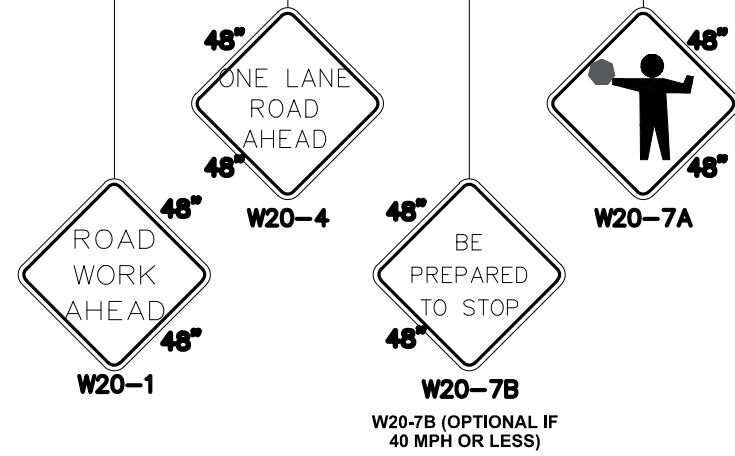 48"
ONE LANE
ROAD
AHEAD
48"
W20-4
48"
48"
W20-7A
ROAD
WORK
AHEAD
48"
48"
W20-1
48"
BE
PREPARED
TO STOP
48"
W20-7B
W20-7B (OPTIONAL IF
40 MPH OR LESS)